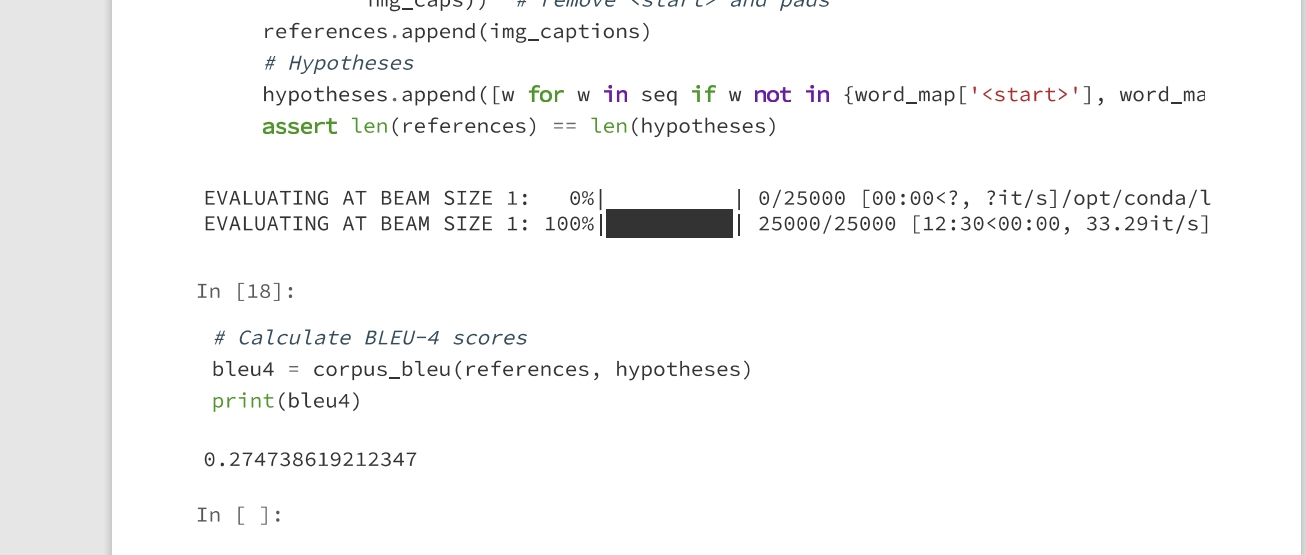 img_caps))  # remove <start> and pads
references.append(img_captions)
# Hypotheses
hypotheses.append([w for w in seq if w not in {word_map['<start>'], word_ma
assert len(references) == len(hypotheses)
EVALUATING AT BEAM SIZE 1:   0%|          | 0/25000 [00:00<?, ?it/s]/opt/conda/l
EVALUATING AT BEAM SIZE 1: 100%|██████████| 25000/25000 [12:30<00:00, 33.29it/s]
In [18]:
# Calculate BLEU-4 scores
bleu4 = corpus_bleu(references, hypotheses)
print(bleu4)
0.274738619212347
In [ ]: